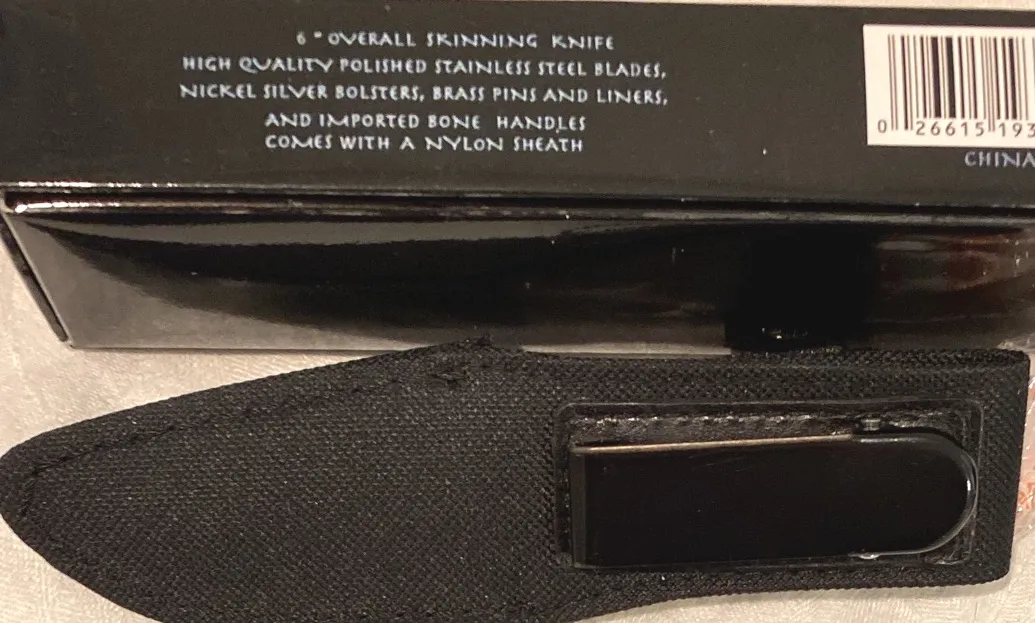 6" OVERALL SKINNING KNIFE
HIGH QUALITY POLISHED STAINLESS STEEL BLADES,
NICKEL SILVER BOLSTERS, BRASS PINS AND LINERS,
AND IMPORTED BONE HANDLES
COMES WITH A NYLON SHEATH
0 26615 193
CHINA